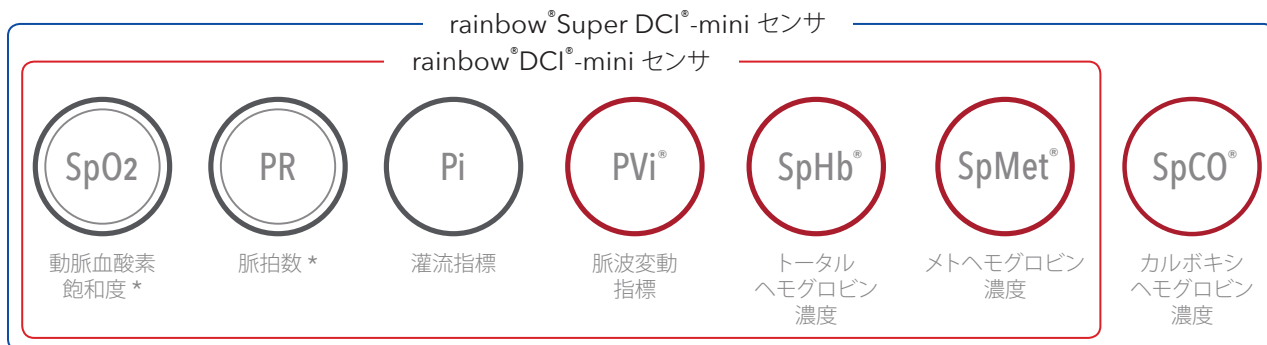 rainbow®Super DCI®-mini センサ
rainbow®DCI®-mini センサ
SpO2
PR
Pi
PVi®
SpHb®
SpMet®
SpCO®
動脈血酸素
飽和度 *
脈拍数 *
灌流指標
脈波変動
指標
トータル
ヘモグロビン
濃度
メトヘモグロビン
濃度
カルボキシ
ヘモグロビン
濃度